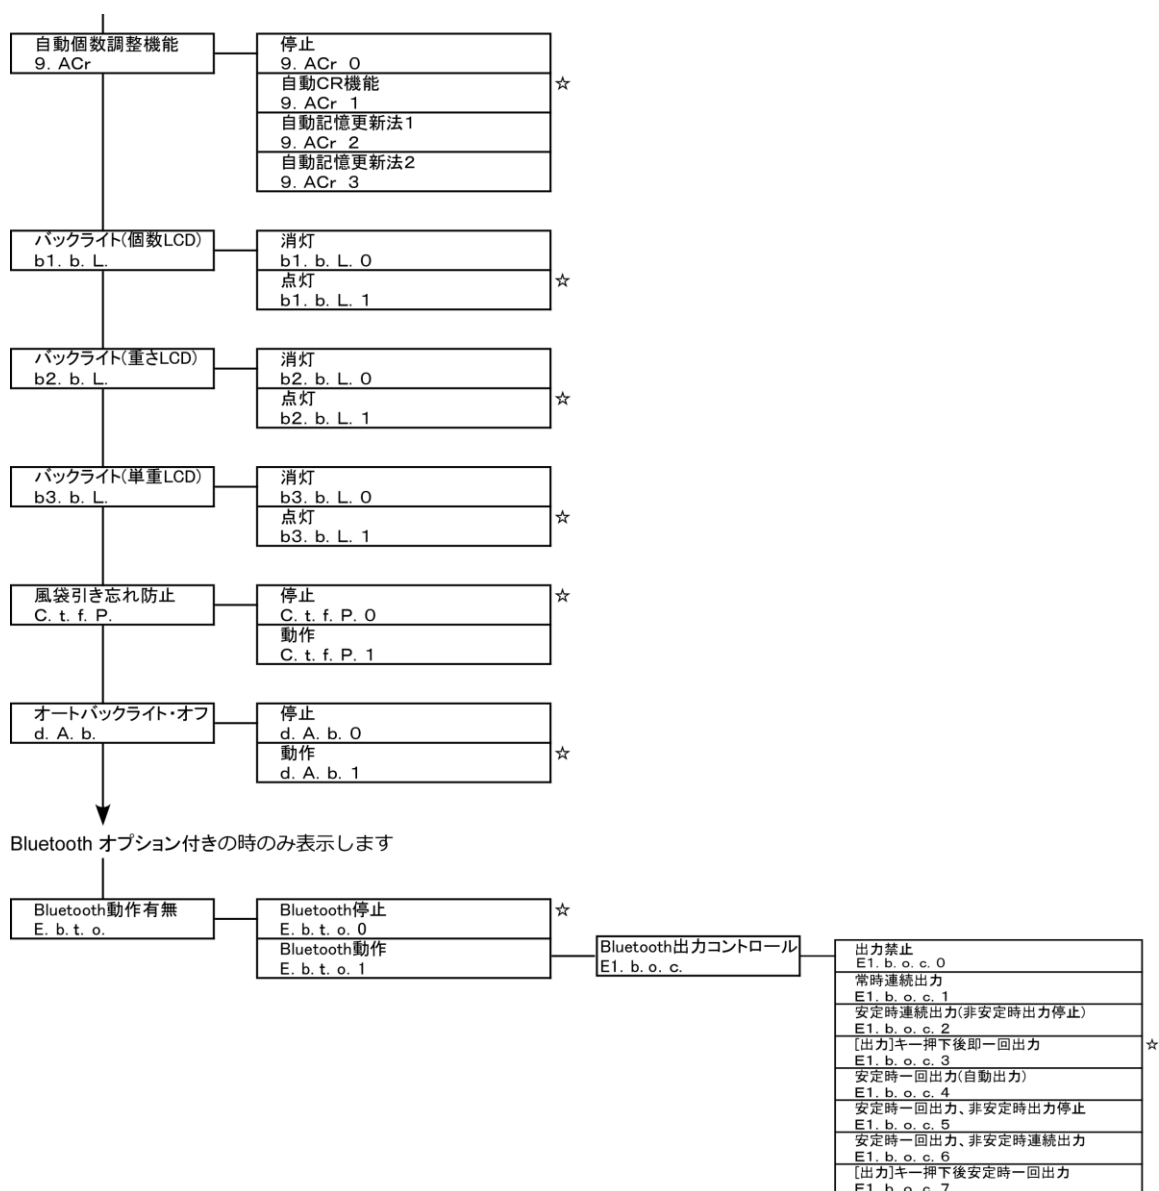 自動個数調整機能
9. ACr
停止
9. ACr 0
自動CR機能
9. ACr 1
☆
自動記憶更新法1
9. ACr 2
自動記憶更新法2
9. ACr 3
バックライト(個数LCD)
b1. b. L.
消灯
b1. b. L. 0
点灯
b1. b. L. 1
☆
バックライト(重さLCD)
b2. b. L.
消灯
b2. b. L. 0
点灯
b2. b. L. 1
☆
バックライト(単重LCD)
b3. b. L.
消灯
b3. b. L. 0
点灯
b3. b. L. 1
☆
風袋引き忘れ防止
C. t. f. P.
停止
C. t. f. P. 0
☆
動作
C. t. f. P. 1
オートバックライト・オフ
d. A. b.
停止
d. A. b. 0
動作
d. A. b. 1
☆
Bluetooth オプション付きの時のみ表示します
Bluetooth動作有無
E. b. t. o.
Bluetooth停止
E. b. t. o. 0
☆
Bluetooth動作
E. b. t. o. 1
Bluetooth出力コントロール
E1. b. o. c.
出力禁止
E1. b. o. c. 0
常時連続出力
E1. b. o. c. 1
安定時連続出力(非安定時出力停止)
E1. b. o. c. 2
[出力]キー押下後即一回出力
E1. b. o. c. 3
☆
安定時一回出力(自動出力)
E1. b. o. c. 4
安定時一回出力、非安定時出力停止
E1. b. o. c. 5
安定時一回出力、非安定時連続出力
E1. b. o. c. 6
[出力]キー押下後安定時一回出力
E1. b. o. c. 7